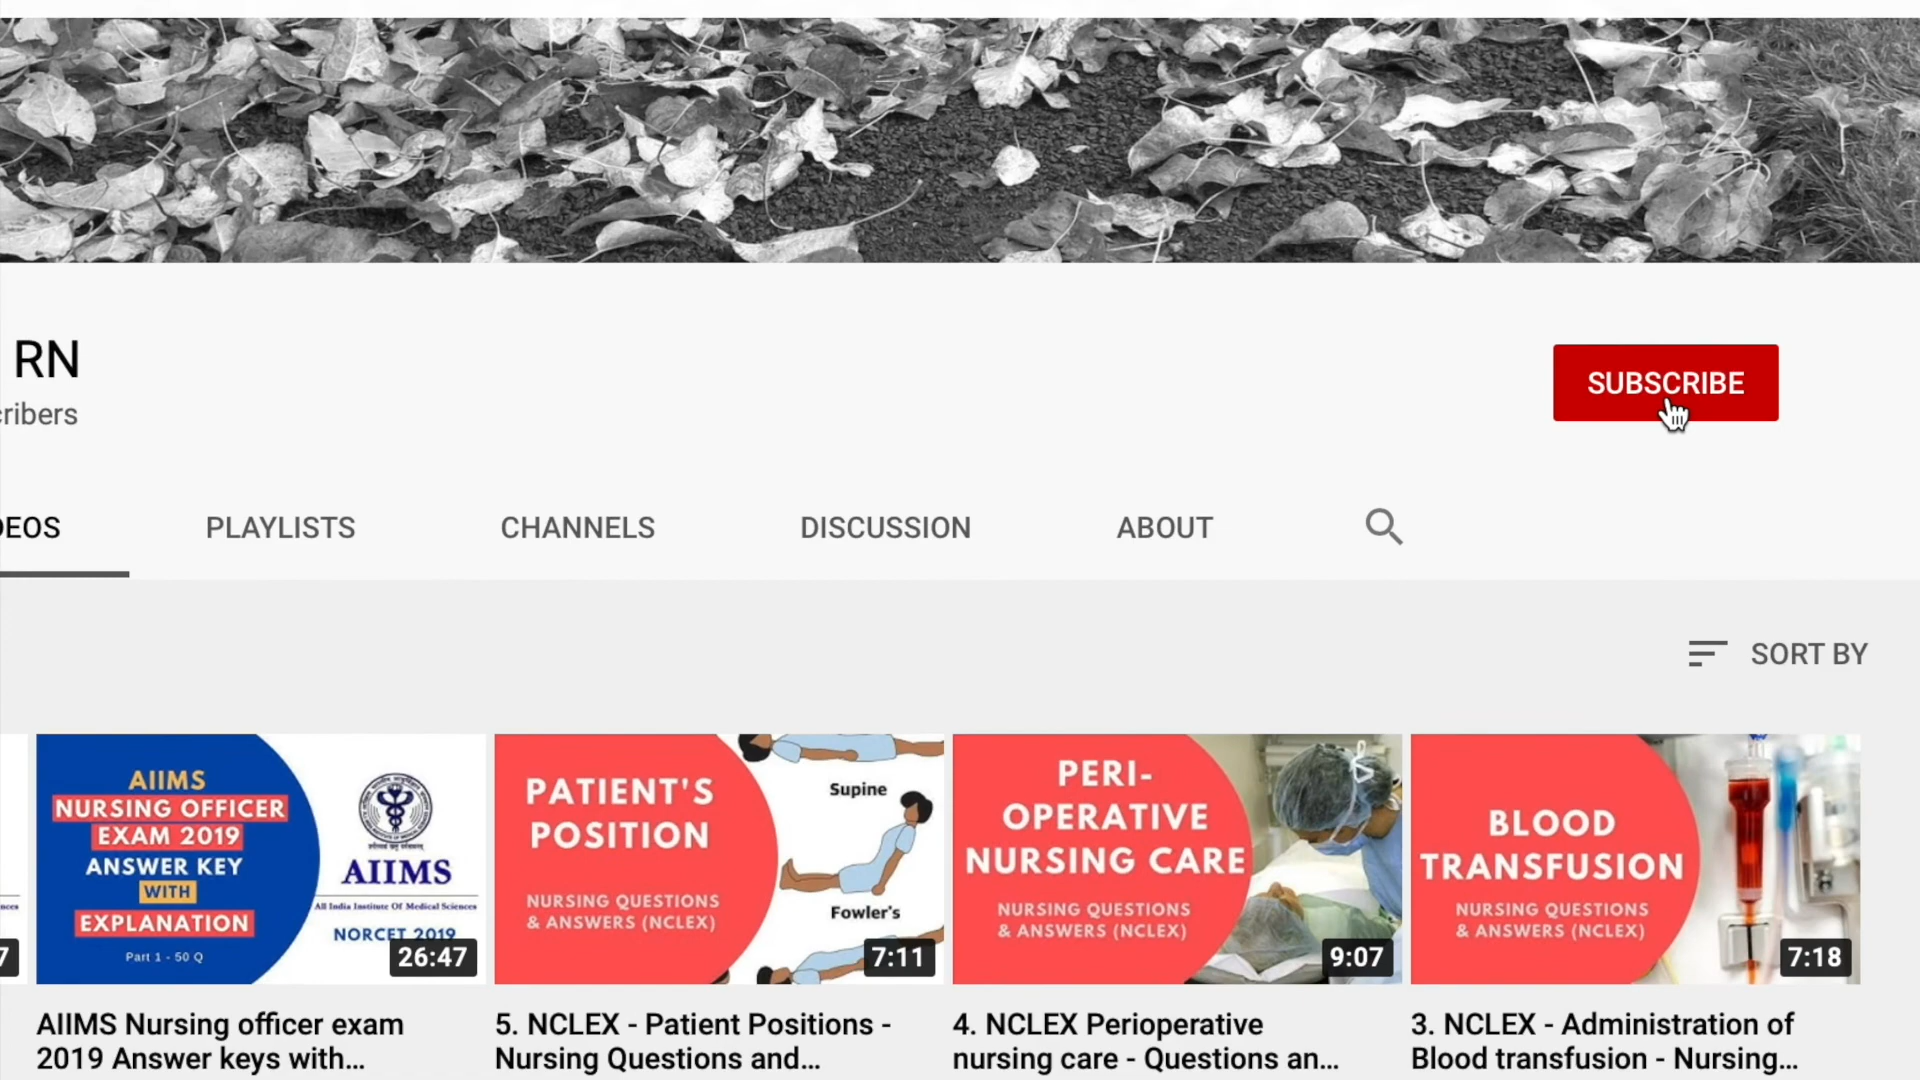 RN
SUBSCRIBE
cribers
DEOS
PLAYLISTS
CHANNELS
DISCUSSION
ABOUT
SORT BY
AIIMS
NURSING OFFICER
EXAM 2019
ANSWER KEY
WITH
EXPLANATION
Part 1 - 50 Q
AIIMS
All India Institute Of Medical Sciences
NORCET 2019
26:47
PATIENT'S
POSITION
NURSING QUESTIONS
& ANSWERS (NCLEX)
Supine
Fowler's
7:11
PERI-
OPERATIVE
NURSING CARE
NURSING QUESTIONS
& ANSWERS (NCLEX)
9:07
BLOOD
TRANSFUSION
NURSING QUESTIONS
& ANSWERS (NCLEX)
7:18
AIIMS Nursing officer exam
2019 Answer keys with...
5. NCLEX - Patient Positions -
Nursing Questions and...
4. NCLEX Perioperative
nursing care - Questions an...
3. NCLEX - Administration of
Blood transfusion - Nursing...